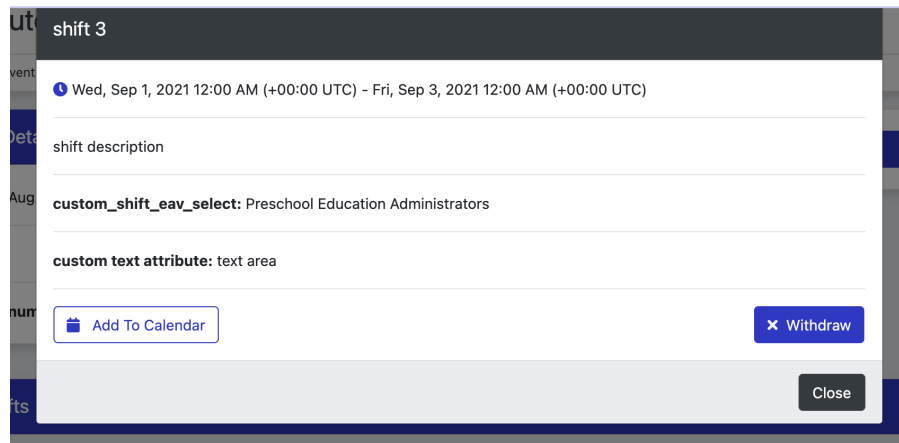 shift 3
Wed, Sep 1, 2021 12:00 AM (+00:00 UTC) - Fri, Sep 3, 2021 12:00 AM (+00:00 UTC)
shift description
Aug
custom_shift_eav_select: Preschool Education Administrators
custom text attribute: text area
Add To Calendar
Withdraw
Close